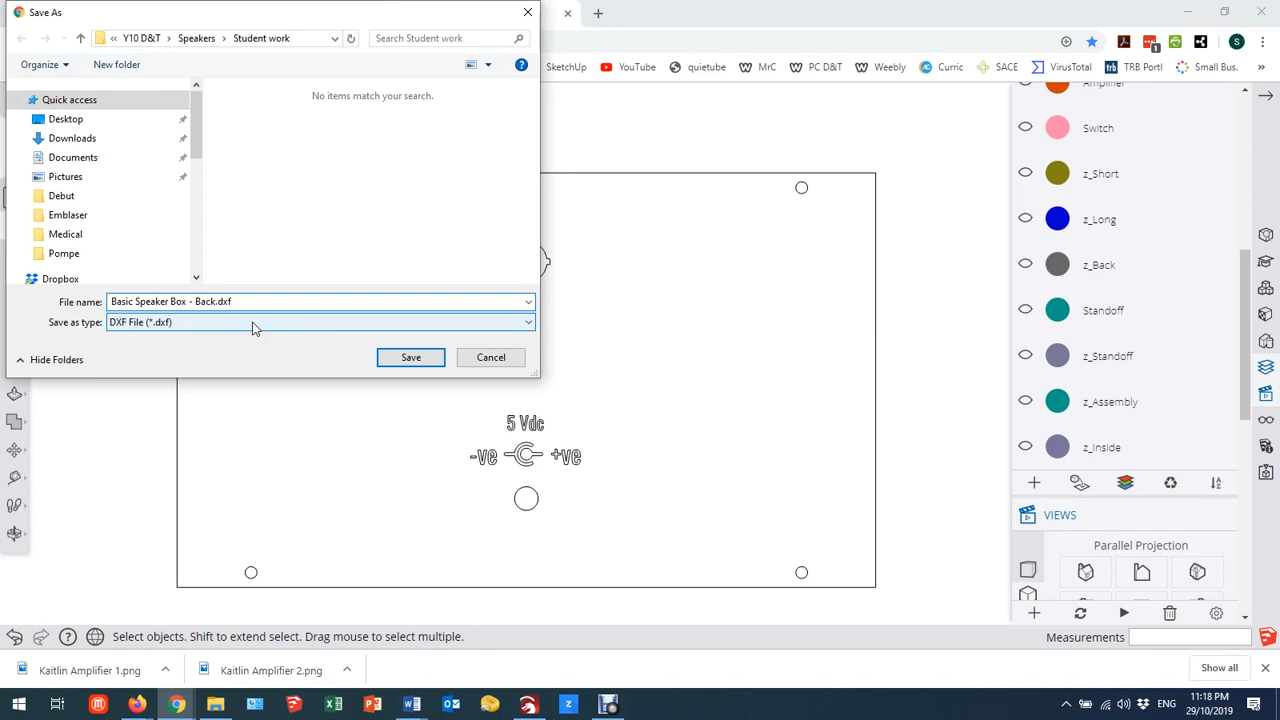 Save As
« Y10 D&T > Speakers > Student work
Search Student work
Organize
New folder
No items match your search.
Quick access
Desktop
Downloads
Documents
Pictures
Debut
Emblaser
Medical
Pompe
Dropbox
File name: Basic Speaker Box - Back.dxf
Save as type: DXF File (*.dxf)
Hide Folders
Save
Cancel
SketchUp
YouTube
quietube
MrC
PC D&T
Weebly
Curric
SACE
VirusTotal
TRB Portl
Small Bus.
»
1
S
Amplifier
Switch
z_Short
z_Long
z_Back
Standoff
z_Standoff
z_Assembly
z_Inside
VIEWS
Parallel Projection
5 Vdc
-ve
+ve
Select objects. Shift to extend select. Drag mouse to select multiple.
Measurements
Kaitlin Amplifier 1.png
Kaitlin Amplifier 2.png
Show all
ENG
11:18 PM
29/10/2019